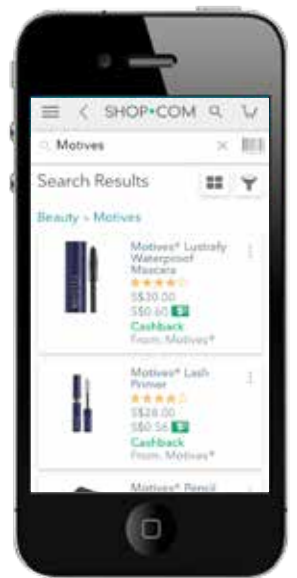 SHOP•COM
Motives
Search Results
Beauty » Motives
Motives® Lustrafy
Waterproof
Mascara
S$30.00
S$0.60
Cashback
From: Motives®
Motives® Lash
Primer
S$28.00
S$0.56
Cashback
From: Motives®
Motives® Pencil